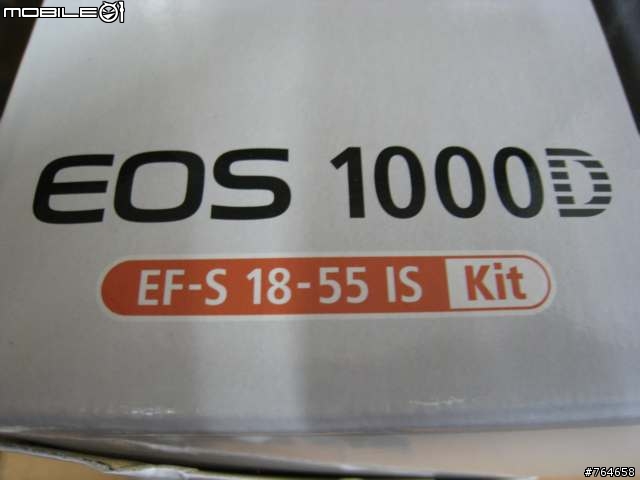 MOBILE01
EOS 1000D
EF-S 18-55 IS Kit
#764658